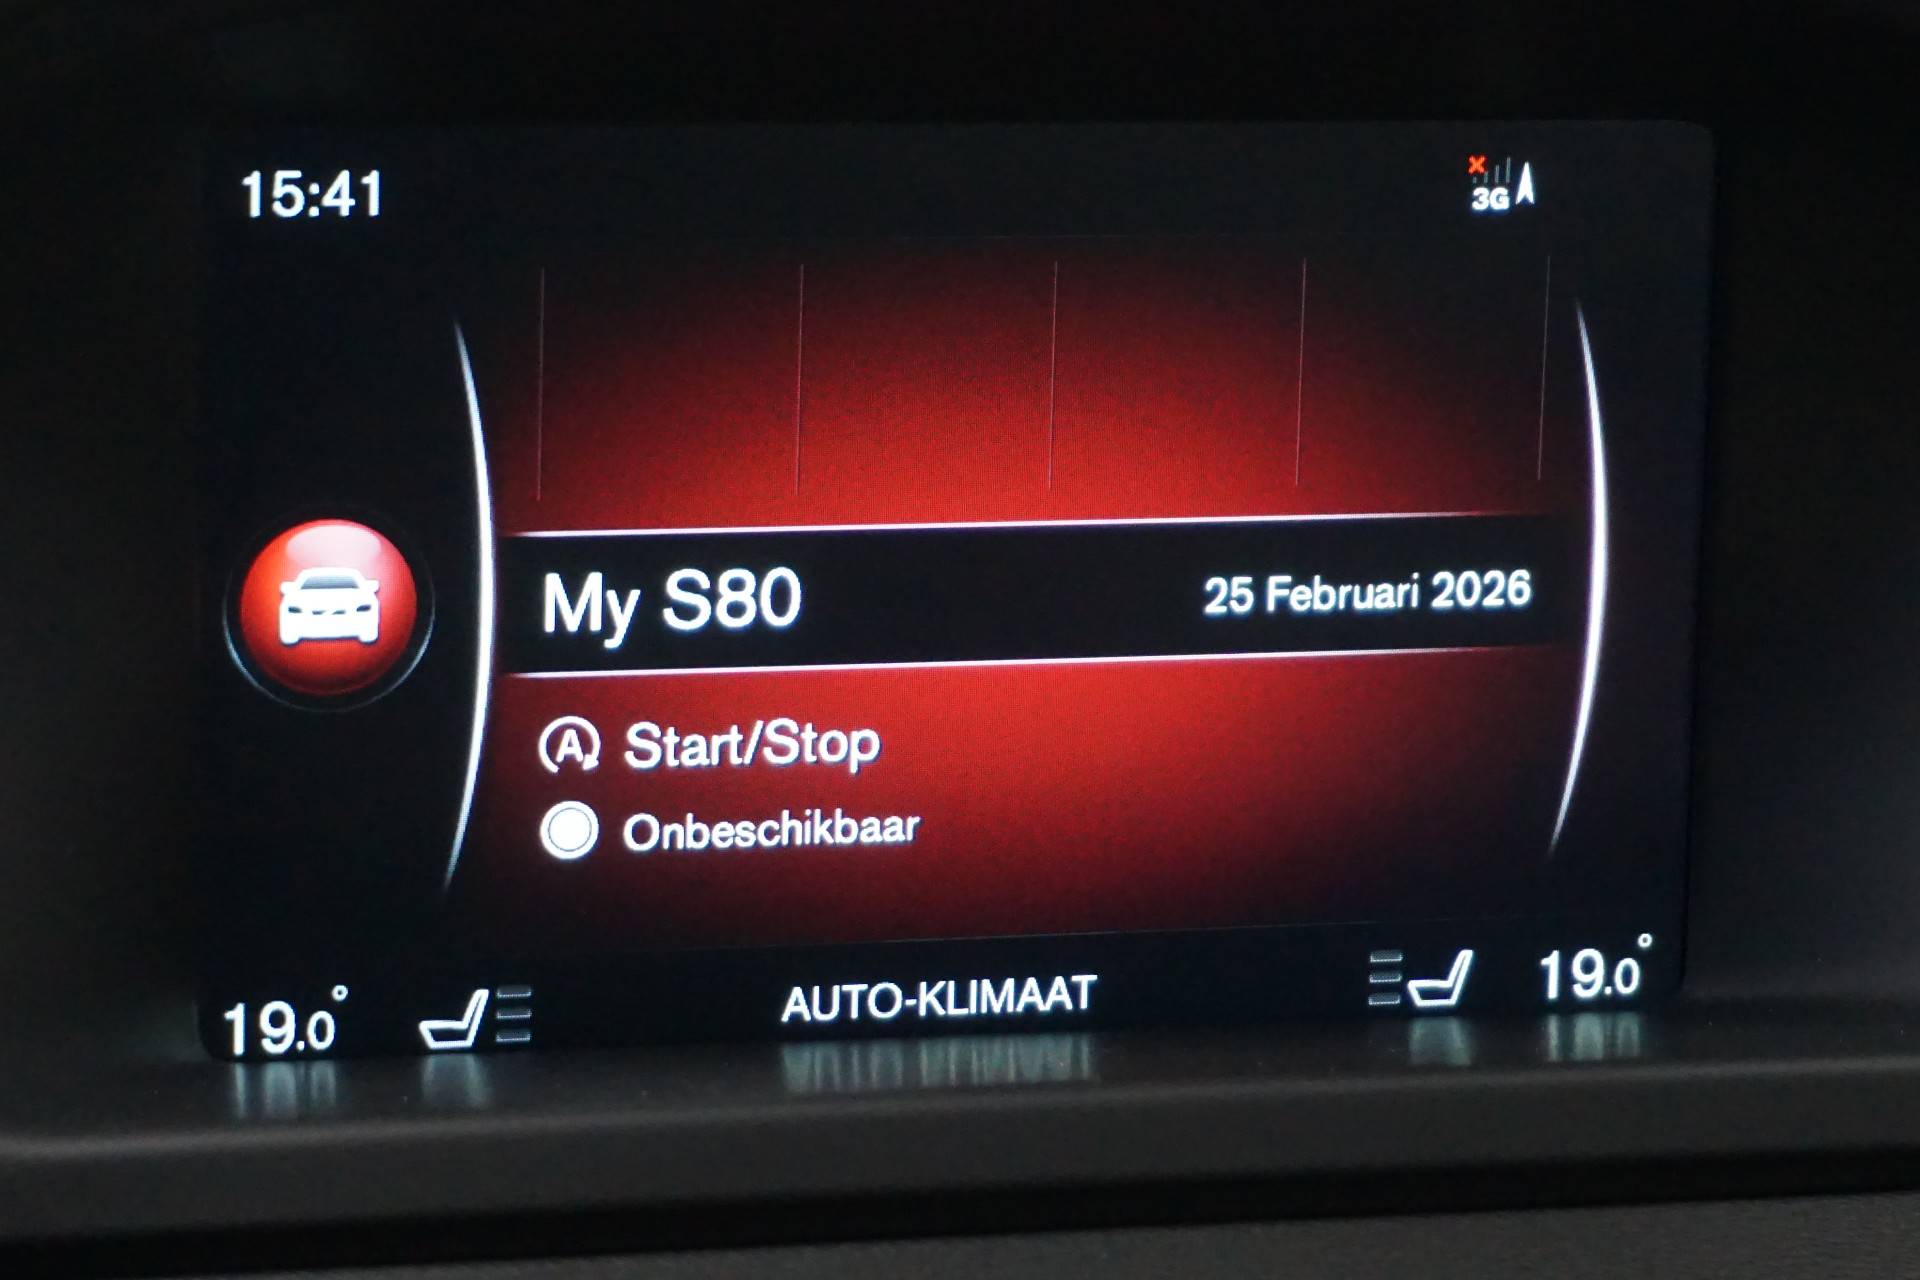 15:41
3G
My S80
25 Februari 2026
A Start/Stop
Onbeschikbaar
19.0°
AUTO-KLIMAAT
19.0°